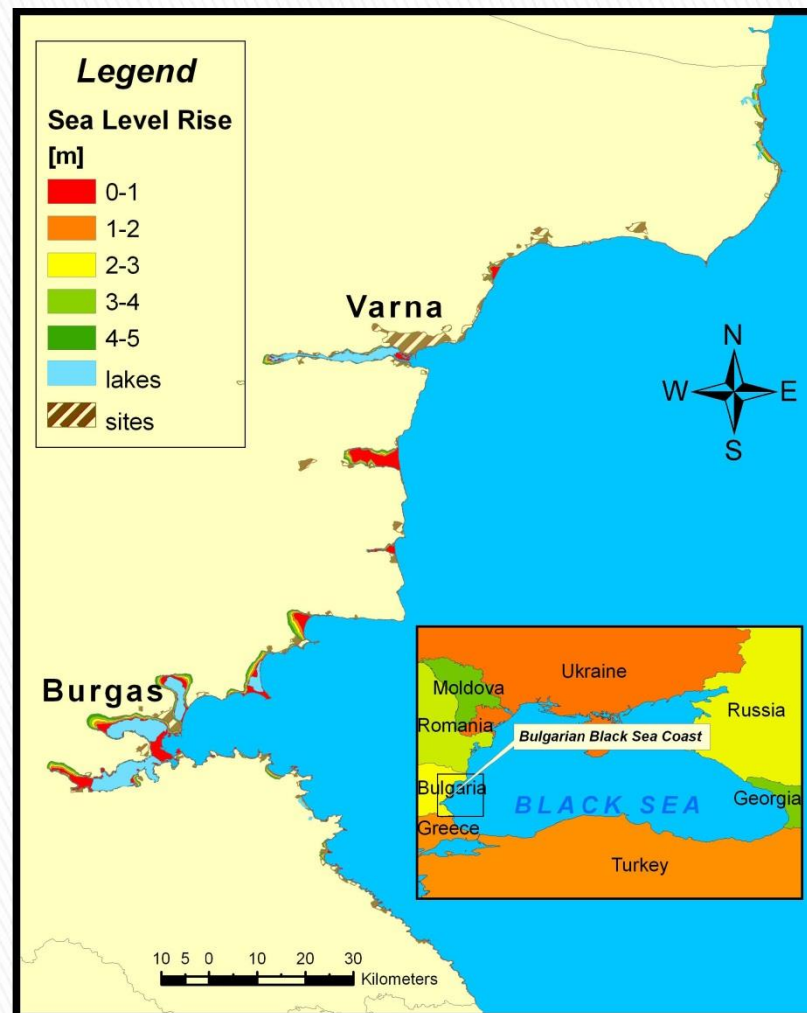 Legend
Sea Level Rise
[m]
0-1
1-2
2-3
3-4
4-5
lakes
sites
Varna
Burgas
N
W E
S
Ukraine
Moldova
Romania
Russia
Bulgarian Black Sea Coast
Bulgaria
BLACK SEA
Georgia
Greece
Turkey
10 5 0 10 20 30
Kilometers